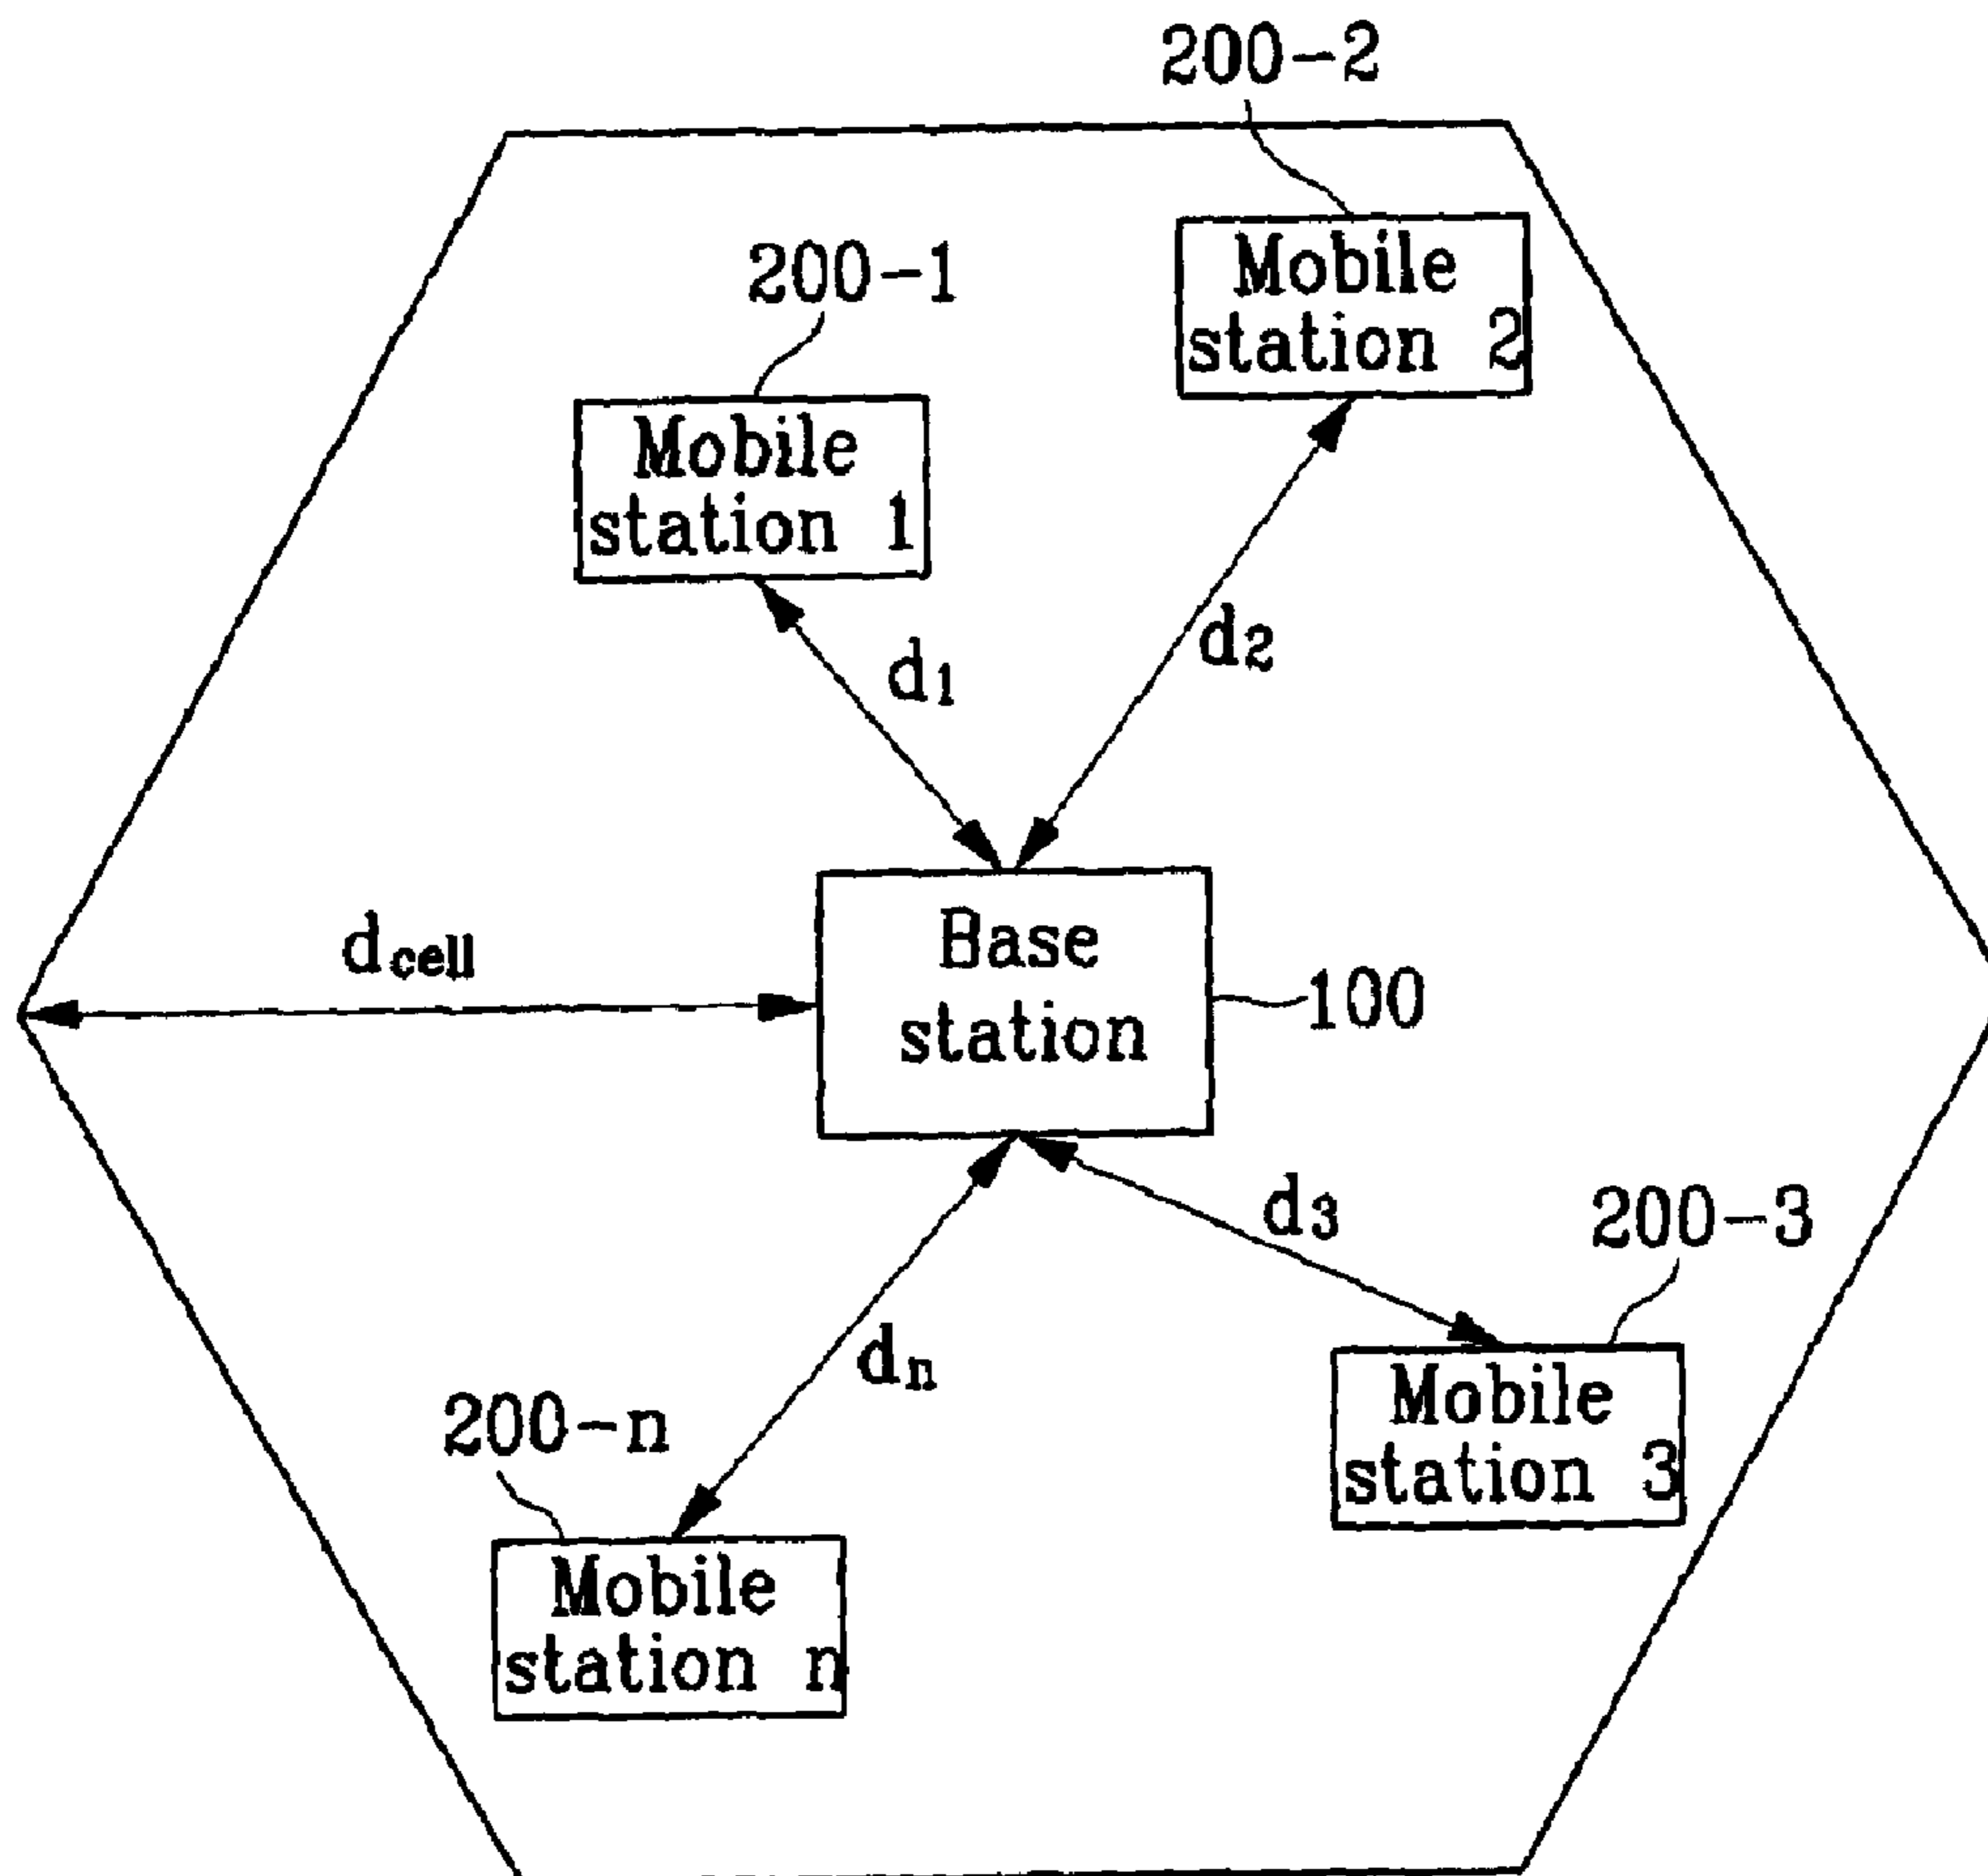 200-2
Mobile
station 2
200-1
Mobile
station 1
d1
d2
dcell
Base
station
100
d3
200-3
dn
Mobile
station 3
200-n
Mobile
station n